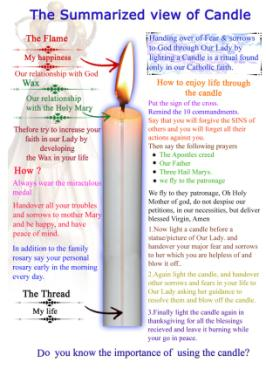 The Summarized view of Candle
The Flame
My happiness
Our relationship with God
Wax
Our relationship
with the Holy Mary
Thefore try to increase your
faith in our Lady by
developing
the Wax in your life
How ?
Always wear the miraculous
medal
Handover all your troubles
and sorrows to mother Mary
and be happy, and have
peace of mind.
In addition to the family
rosary say your personal
rosary early in the morning
every day.
The Thread
My life
Handing over of Fear & sorrows
to God through Our Lady by
lighting a Candle is a ritual found
only in our Catholic faith.
How to enjoy life through
the candle
Put the sign of the cross.
Remind the 10 commandments.
Say that you will forgive the SINS of
others and you will forget all their
actions against you.
Then say the following prayers
The Apostles creed
Our Father
Three Hail Marys.
we fly to the patronage
We fly to they patronage, Oh Holy
Mother of god, do not despise our
petitions, in our necessities, but deliver
blessed Virgin, Amen
1.Now light a candle before a
statue/picture of Our Lady. and
handover your major fear and sorrows
to her which you are helpless of and
blow it off.
2.Again light the candle, and handover
other sorrows and fears in your life to
Our Lady asking her guidance to
resolve them and blow off the candle.
3.Finally light the candle again in
thanksgiving for all the blessings
recieved and leave it burning while
your go in peace.
Do you know the importance of using the candle?